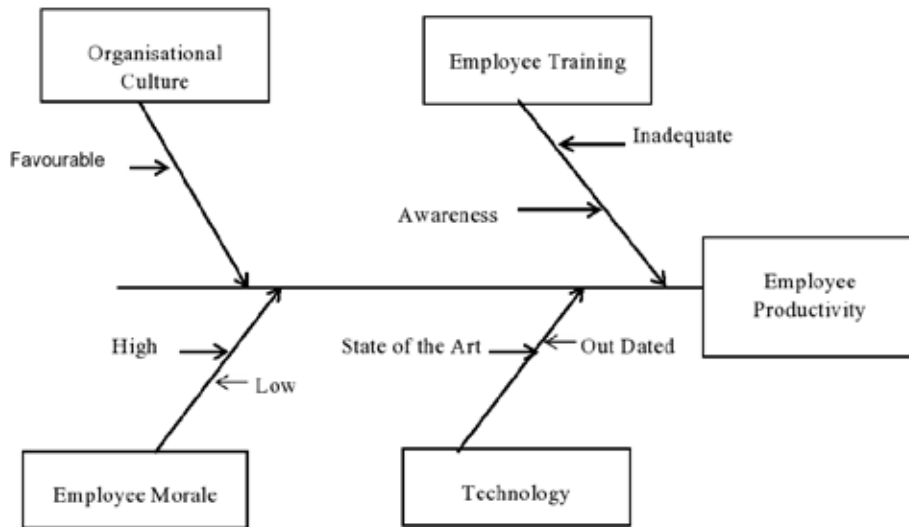 Organisational
Culture
Employee Training
Inadequate
Favourable
Awareness
Employee
Productivity
High
State of the Art
Out Dated
Low
Employee Morale
Technology